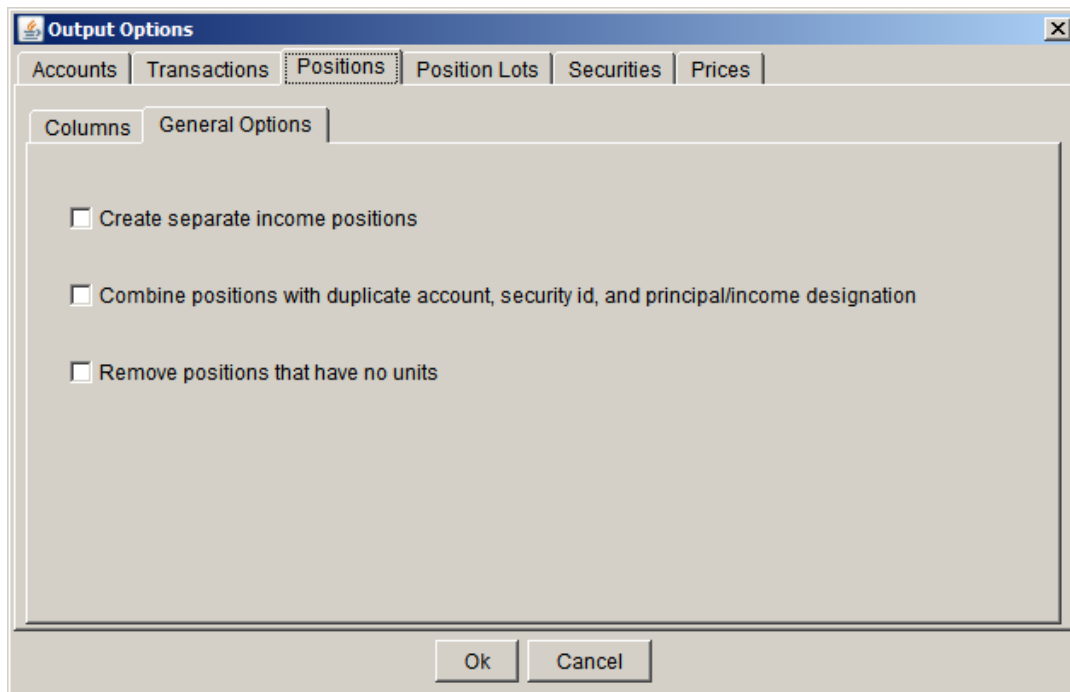 Output Options
Accounts Transactions Positions Position Lots Securities Prices
Columns General Options
Create separate income positions
Combine positions with duplicate account, security id, and principal/income designation
Remove positions that have no units
Ok Cancel